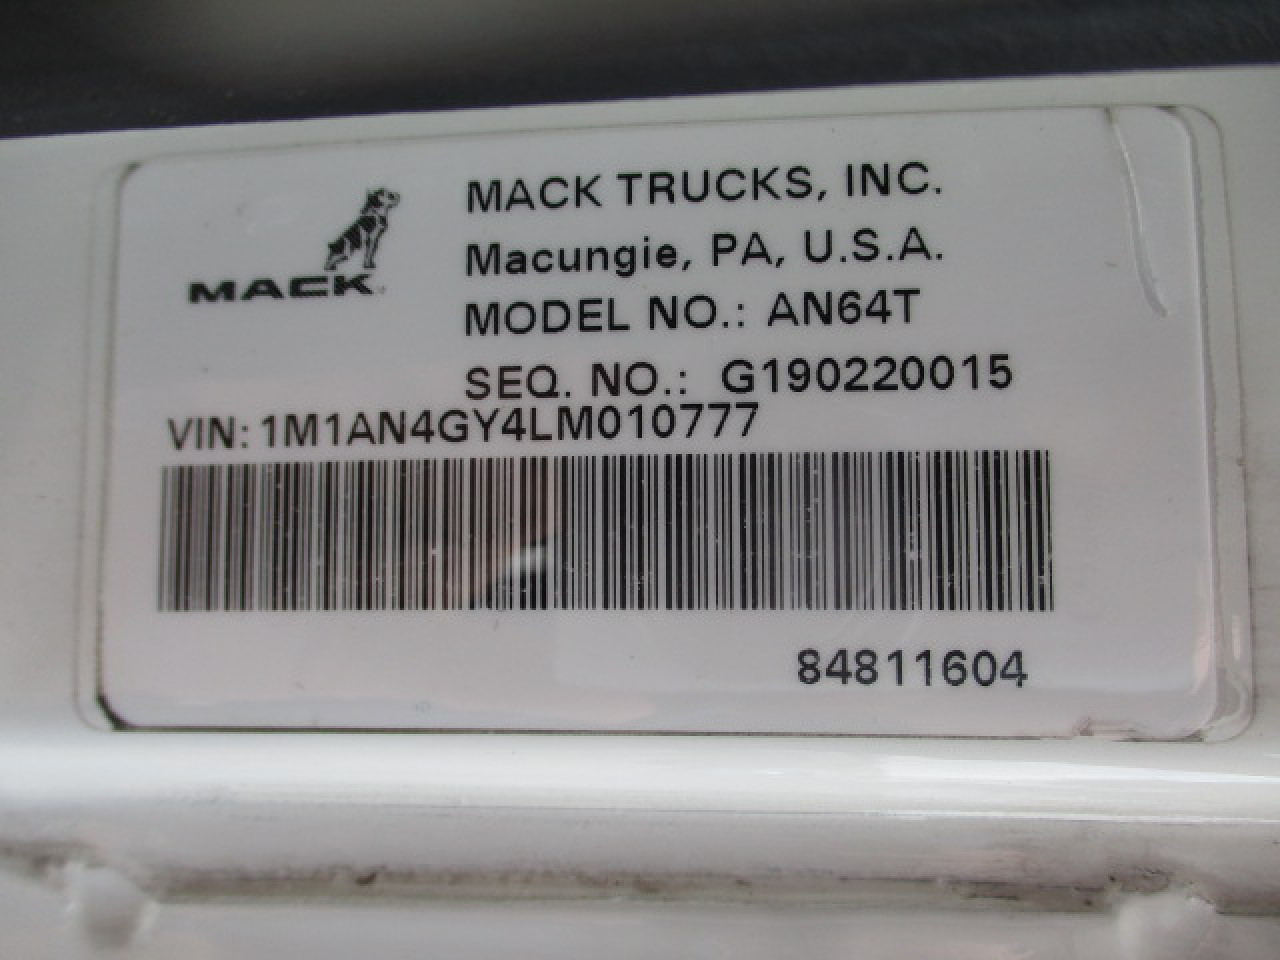 MACK
MACK TRUCKS, INC.
Macungie, PA, U.S.A.
MODEL NO.: AN64T
SEQ. NO.: G190220015
VIN: 1M1AN4GY4LM010777
84811604